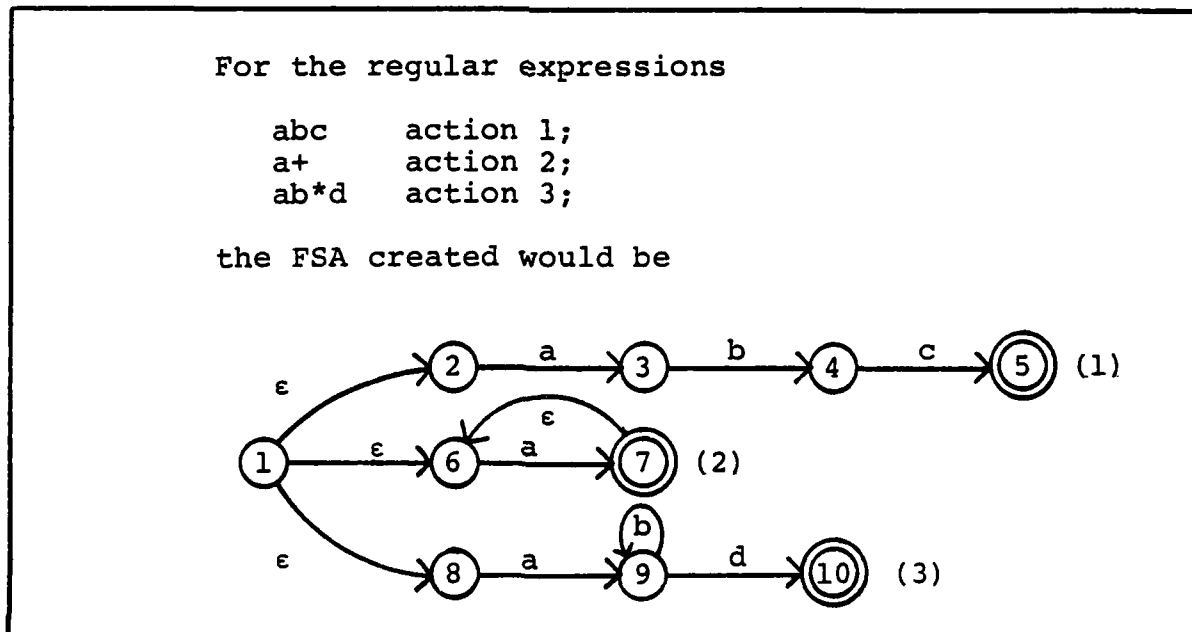 For the regular expressions
abc action 1;
a+ action 2;
ab*d action 3;
the FSA created would be
ε 2 a 3 b 4 c 5 (1)
1 ε 6 a 7 ε (2)
ε 8 a 9 b d 10 (3)